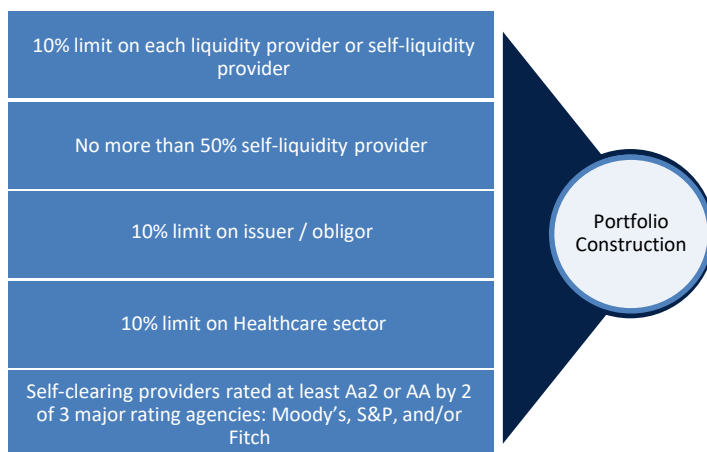 10% limit on each liquidity provider or self-liquidity
provider
No more than 50% self-liquidity provider
10% limit on issuer / obligor
10% limit on Healthcare sector
Self-clearing providers rated at least Aa2 or AA by 2
of 3 major rating agencies: Moody’s, S&P, and/or
Fitch
Portfolio
Construction